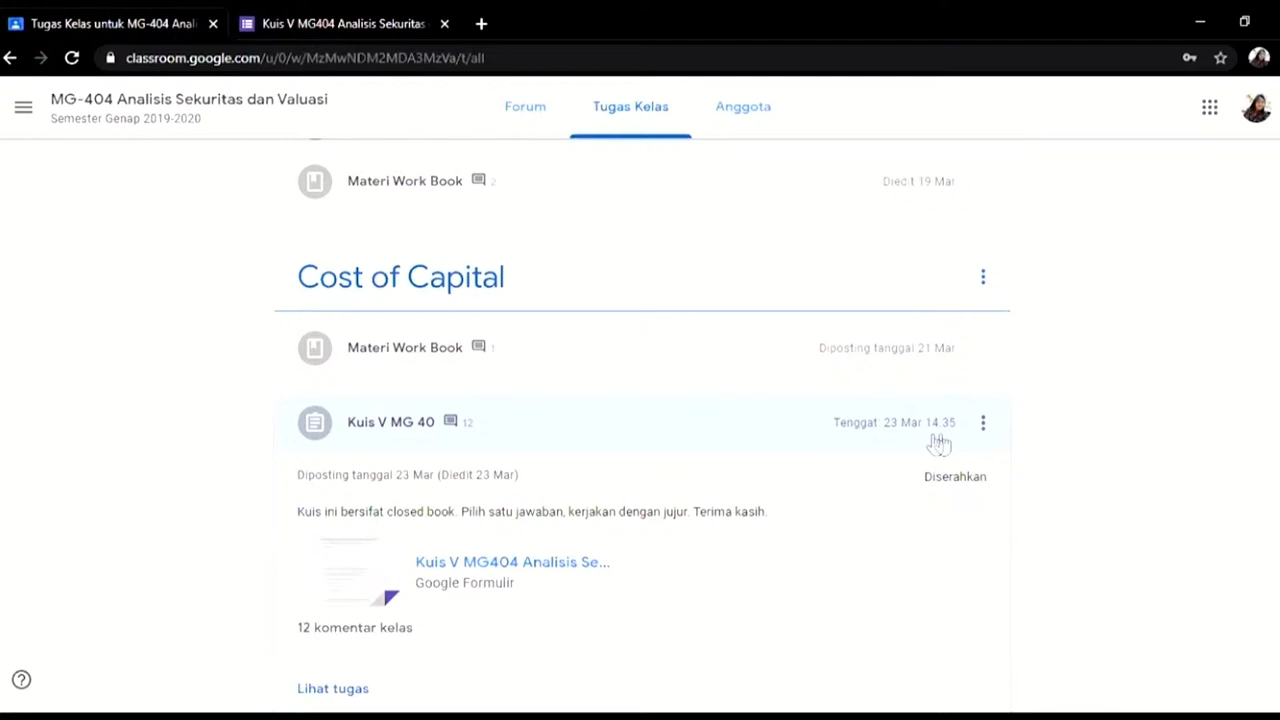 Tugas Kelas untuk MG-404 Anal
Kuis V MG404 Analisis Sekuritas
classroom.google.com/u/0/w/MzMwNDM2MDA3MzVa/t/all
MG-404 Analisis Sekuritas dan Valuasi
Semester Genap 2019-2020
Forum
Tugas Kelas
Anggota
Materi Work Book 2
Diedit 19 Mar
Cost of Capital
Materi Work Book 1
Diposting tanggal 21 Mar
Kuis V MG 40 12
Tenggat 23 Mar 14.35
Diposting tanggal 23 Mar (Diedit 23 Mar)
Diserahkan
Kuis ini bersifat closed book. Pilih satu jawaban, kerjakan dengan jujur. Terima kasih.
Kuis V MG404 Analisis Se...
Google Formulir
12 komentar kelas
Lihat tugas